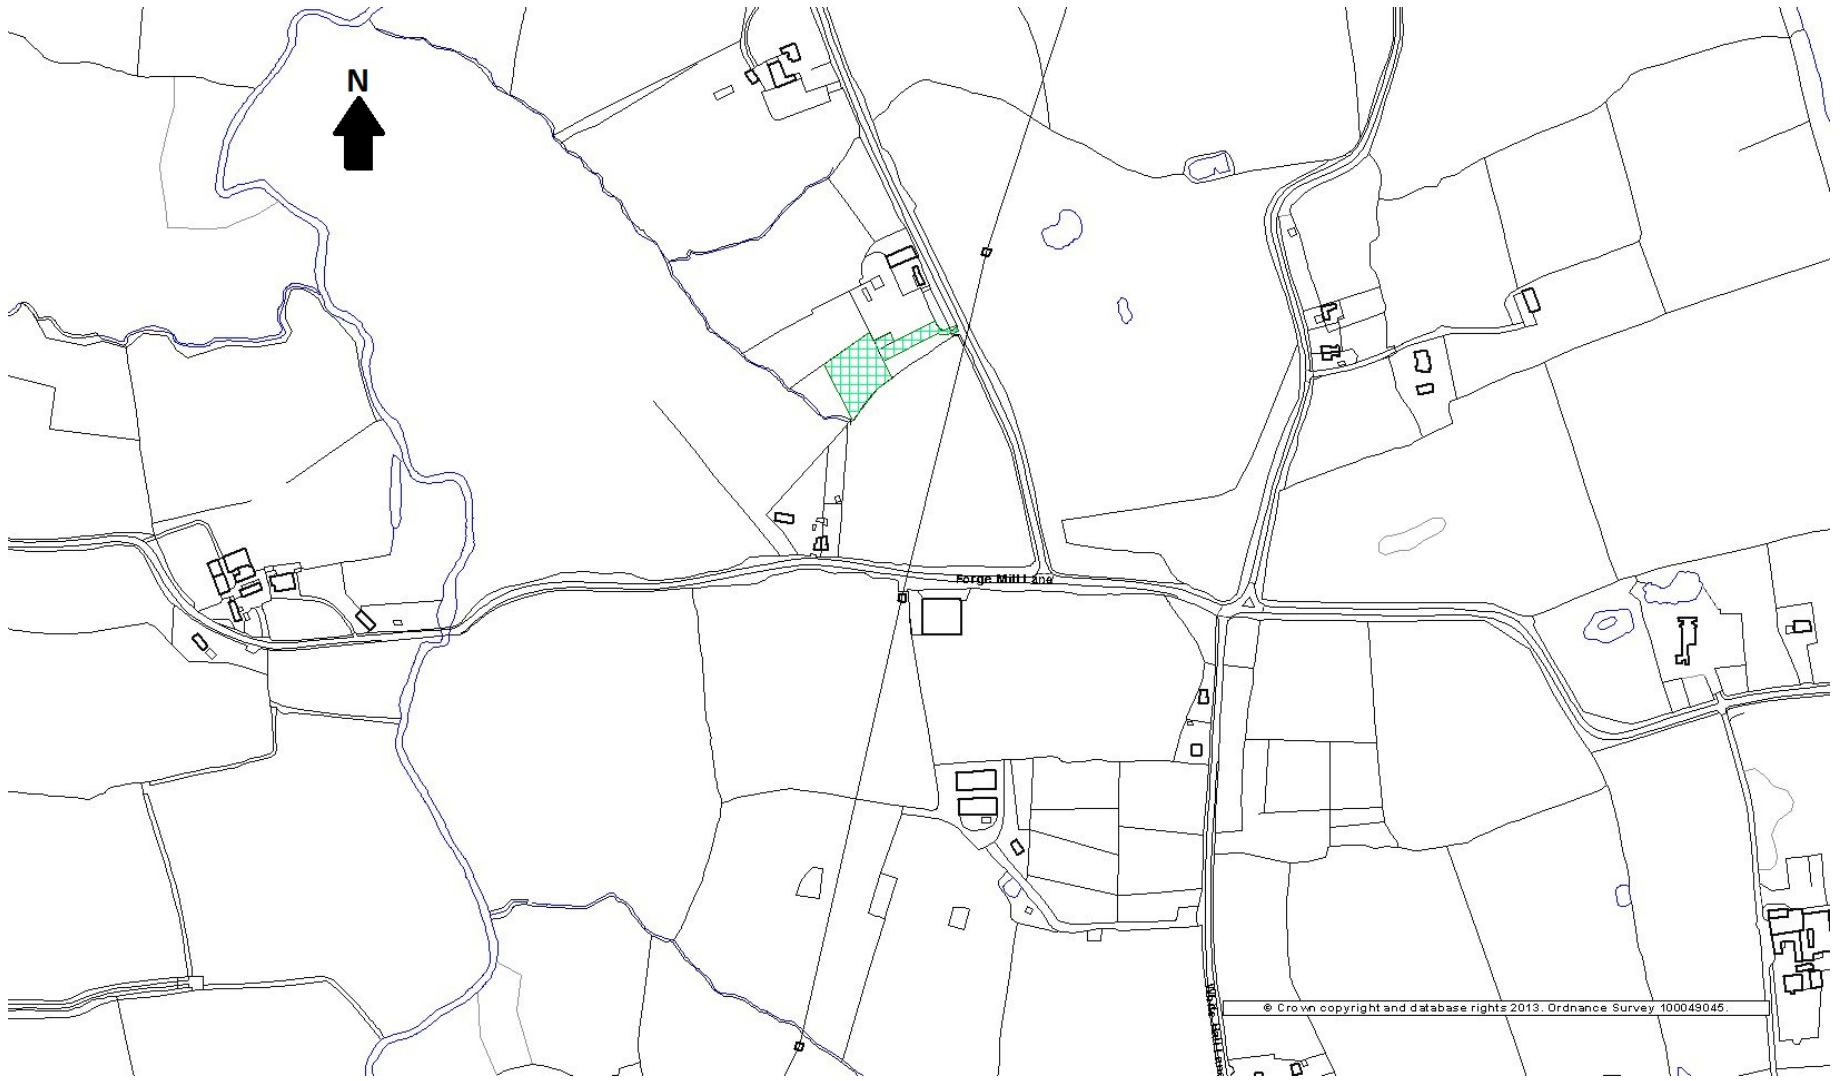 N
Forge Mill Lane
© Crown copyright and database rights 2013. Ordnance Survey 100049045.